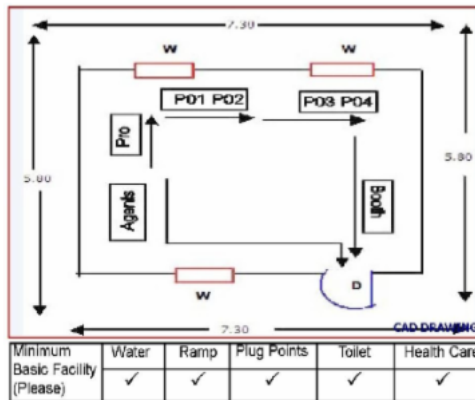 7.30
W W
P01 P02 P03 P04
Pro
5.80
5.80
Agents
Booth
W
D
7.30
CAD DRAWING
Minimum Basic Facility (Please) Water Ramp Plug Points Toilet Health Care
✓ ✓ ✓ ✓ ✓